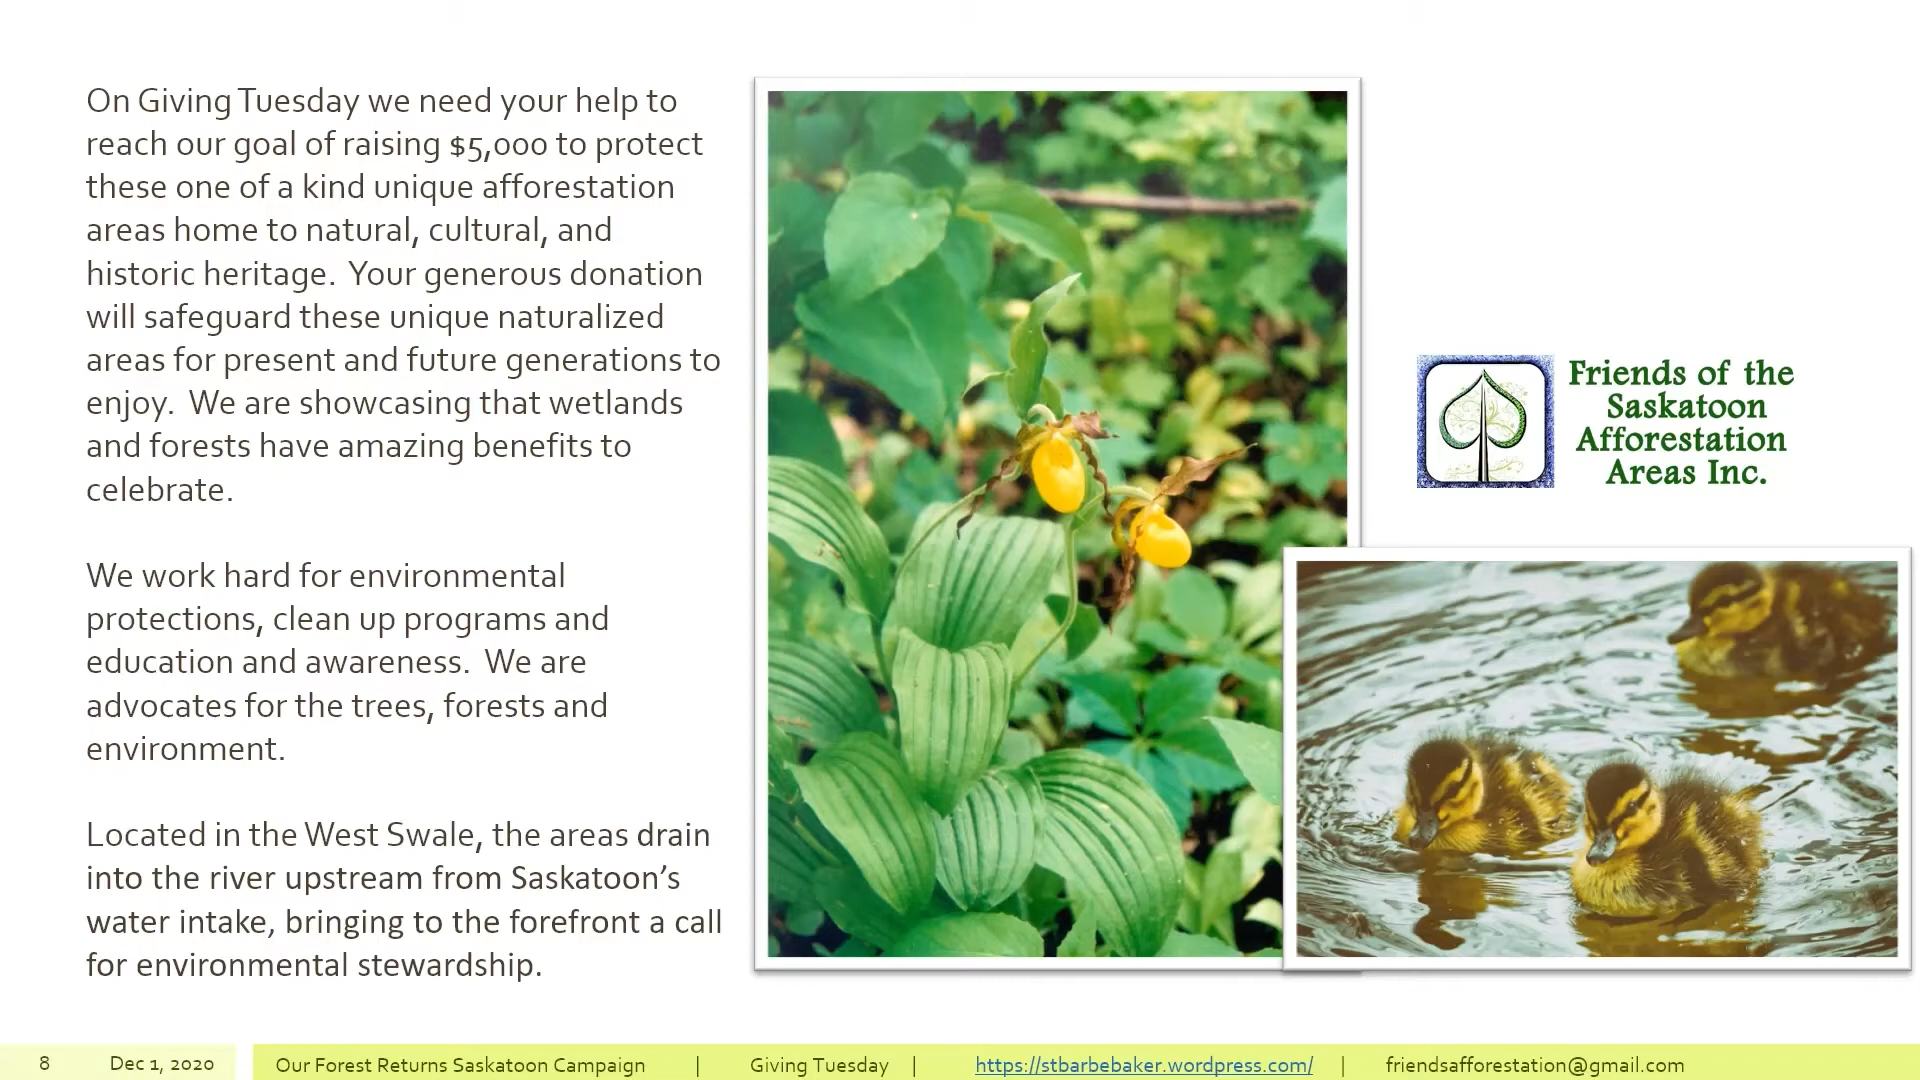 On Giving Tuesday we need your help to
reach our goal of raising $5,000 to protect
these one of a kind unique afforestation
areas home to natural, cultural, and
historic heritage.  Your generous donation
will safeguard these unique naturalized
areas for present and future generations to
enjoy.  We are showcasing that wetlands
and forests have amazing benefits to
celebrate.
We work hard for environmental
protections, clean up programs and
education and awareness.  We are
advocates for the trees, forests and
environment.
Located in the West Swale, the areas drain
into the river upstream from Saskatoon’s
water intake, bringing to the forefront a call
for environmental stewardship.
Friends of the
Saskatoon
Afforestation
Areas Inc.
8 Dec 1, 2020 Our Forest Returns Saskatoon Campaign | Giving Tuesday | https://stbarbebaker.wordpress.com/ | friendsafforestation@gmail.com